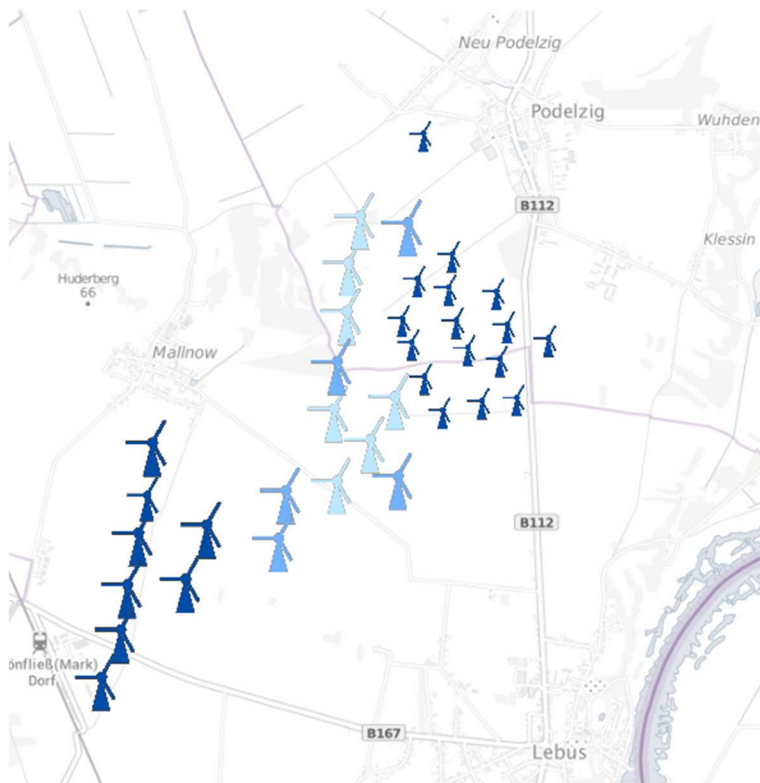 Neu Podelzig
Podelzig
Wuhden
B112
Klessin
Huderberg
66
Mallnow
B112
önfließ(Mark)
Dorf
B167
Lebus